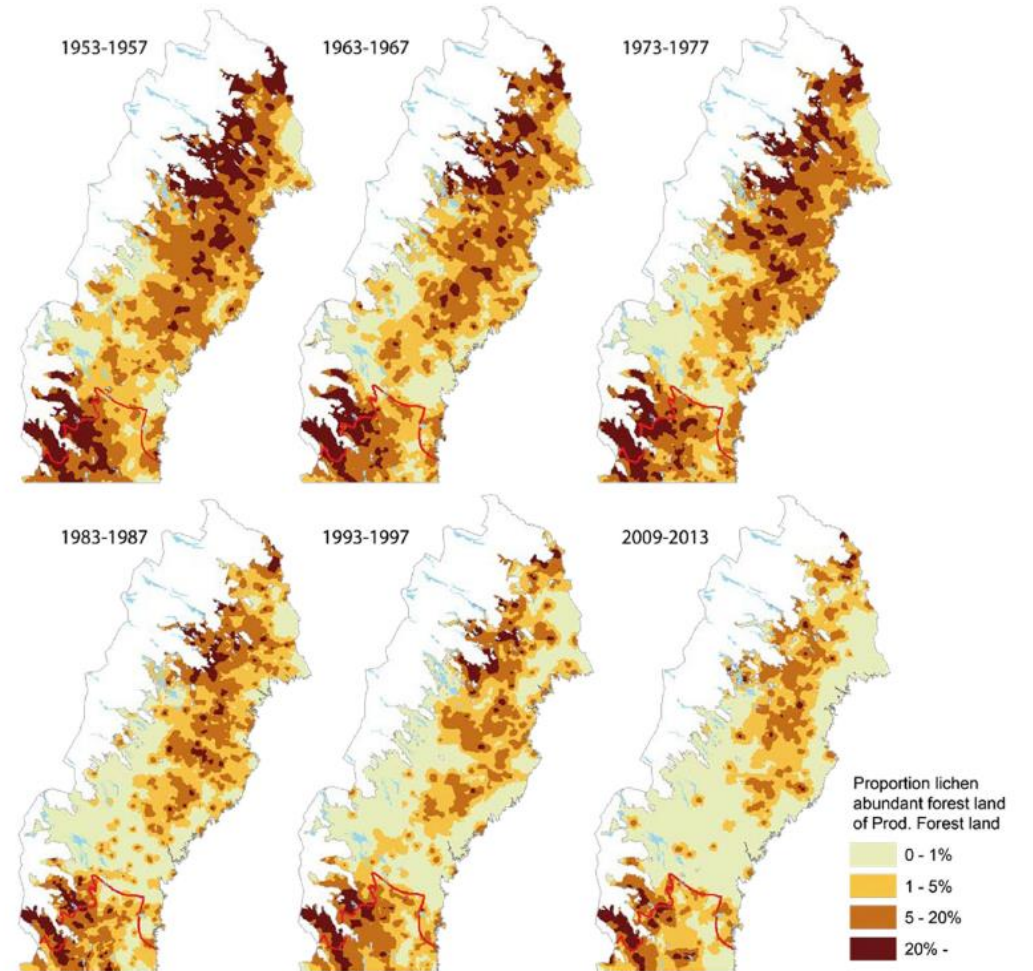 1953-1957
1963-1967
1973-1977
1983-1987
1993-1997
2009-2013
Proportion lichen
abundant forest land
of Prod. Forest land
0 - 1%
1 - 5%
5 - 20%
20% -